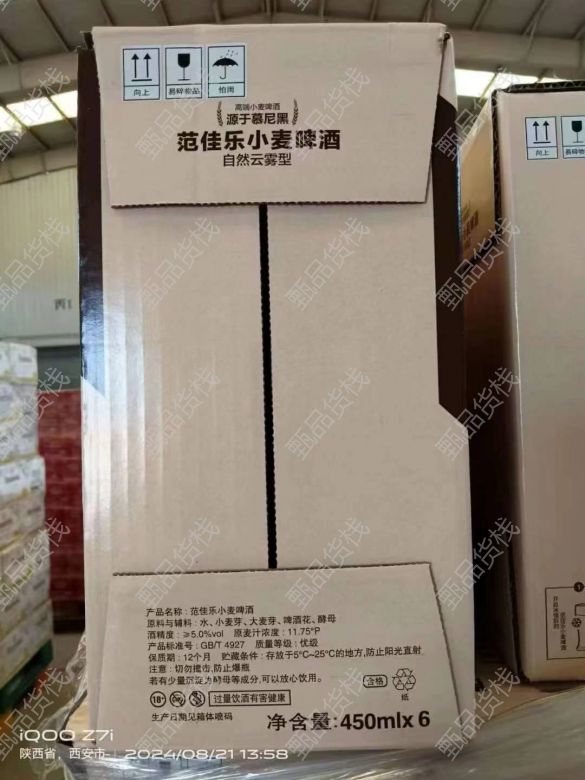 向上
易碎物品
怕雨
高端小麦啤酒
源于慕尼黑
范佳乐小麦啤酒
自然云雾型
向上
易碎物
产品名称：范佳乐小麦啤酒
原料与辅料：水、小麦芽、大麦芽、啤酒花、酵母
酒精度：≥5.0%vol 原麦汁浓度：11.75°P
产品标准号：GB/T 4927 质量等级：优级
保质期：12个月 贮藏条件：存放于5℃~25℃的地方，防止阳光直射
注意：切勿撞击，防止爆瓶
若有少量沉淀为酵母等成分，可以放心饮用。
合格
纸
18+
过量饮酒有害健康
生产日期见箱体喷码
净含量：450mlx 6
iQOO Z7i
陕西省，西安市· 2024/08/21 13:58
甄品货栈